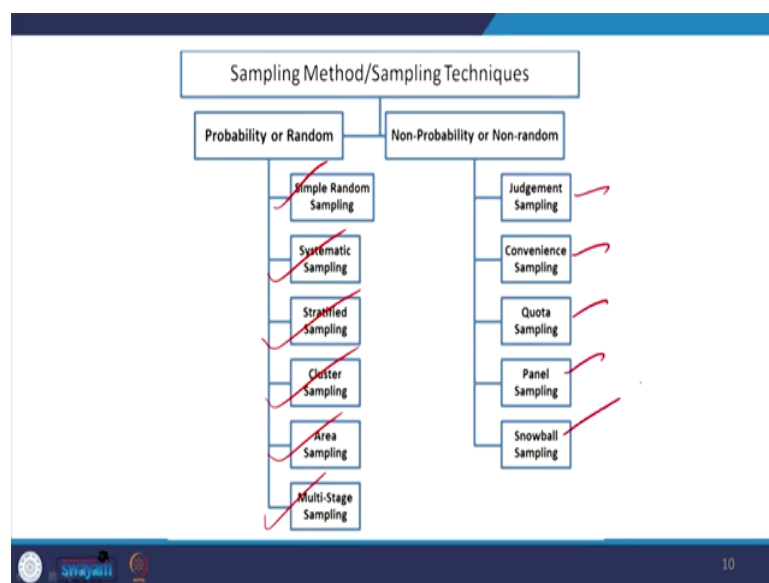 Sampling Method/Sampling Techniques
Probability or Random
Non-Probability or Non-random
Simple Random
Sampling
Systematic
Sampling
Stratified
Sampling
Cluster
Sampling
Area
Sampling
Multi-Stage
Sampling
Judgement
Sampling
Convenience
Sampling
Quota
Sampling
Panel
Sampling
Snowball
Sampling
swayam
10